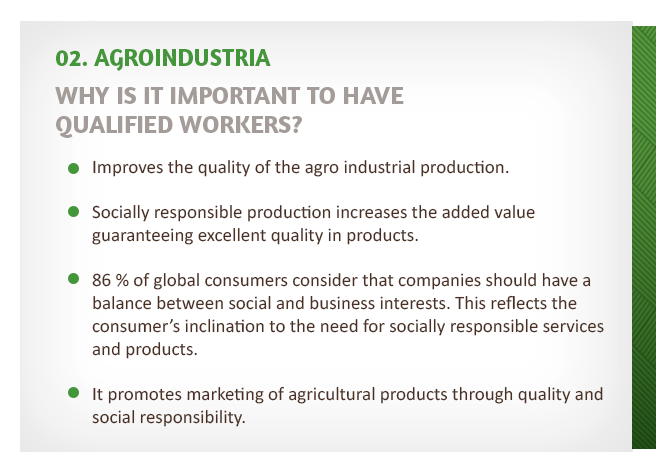 02. AGROINDUSTRIA
WHY IS IT IMPORTANT TO HAVE
QUALIFIED WORKERS?
Improves the quality of the agro industrial production.
Socially responsible production increases the added value
guaranteeing excellent quality in products.
86 % of global consumers consider that companies should have a
balance between social and business interests. This reflects the
consumer’s inclination to the need for socially responsible services
and products.
It promotes marketing of agricultural products through quality and
social responsibility.